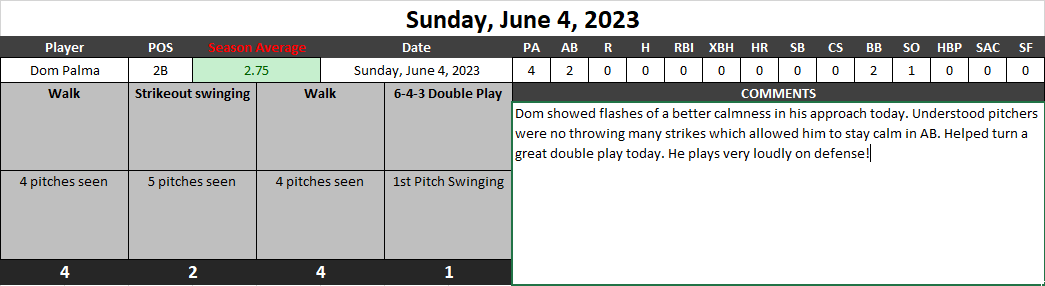 Sunday, June 4, 2023
Player POS Season Average Date PA AB R H RBI XBH HR SB CS BB SO HBP SAC SF
Dom Palma 2B 2.75 Sunday, June 4, 2023 4 2 0 0 0 0 0 0 0 2 1 0 0 0
Walk Strikeout swinging Walk 6-4-3 Double Play COMMENTS
Dom showed flashes of a better calmness in his approach today. Understood pitchers
were no throwing many strikes which allowed him to stay calm in AB. Helped turn a
great double play today. He plays very loudly on defense!
4 pitches seen 5 pitches seen 4 pitches seen 1st Pitch Swinging
4 2 4 1